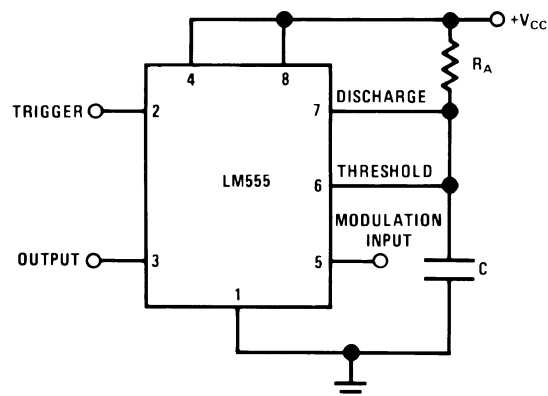 +VCC
4
8
RA
TRIGGER
2
7
DISCHARGE
LM555
6
THRESHOLD
MODULATION
INPUT
OUTPUT
3
5
C
1